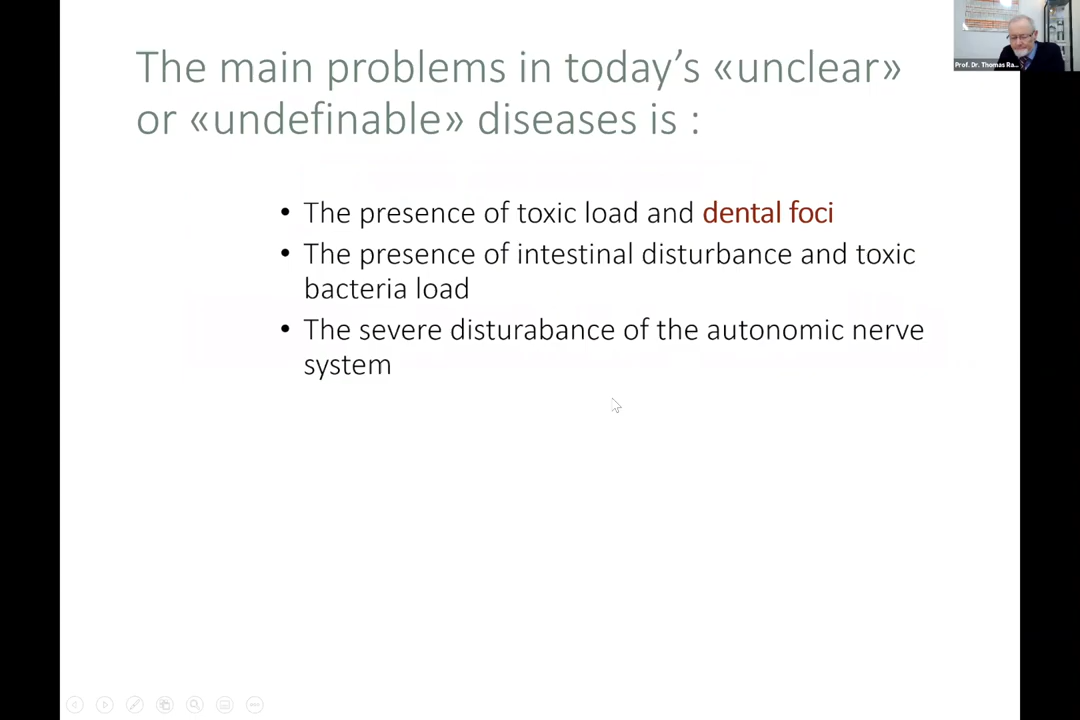 Prof. Dr. Thomas Ra...
The main problems in today’s «unclear»
or «undefinable» diseases is :
• The presence of toxic load and dental foci
• The presence of intestinal disturbance and toxic
bacteria load
• The severe disturabance of the autonomic nerve
system